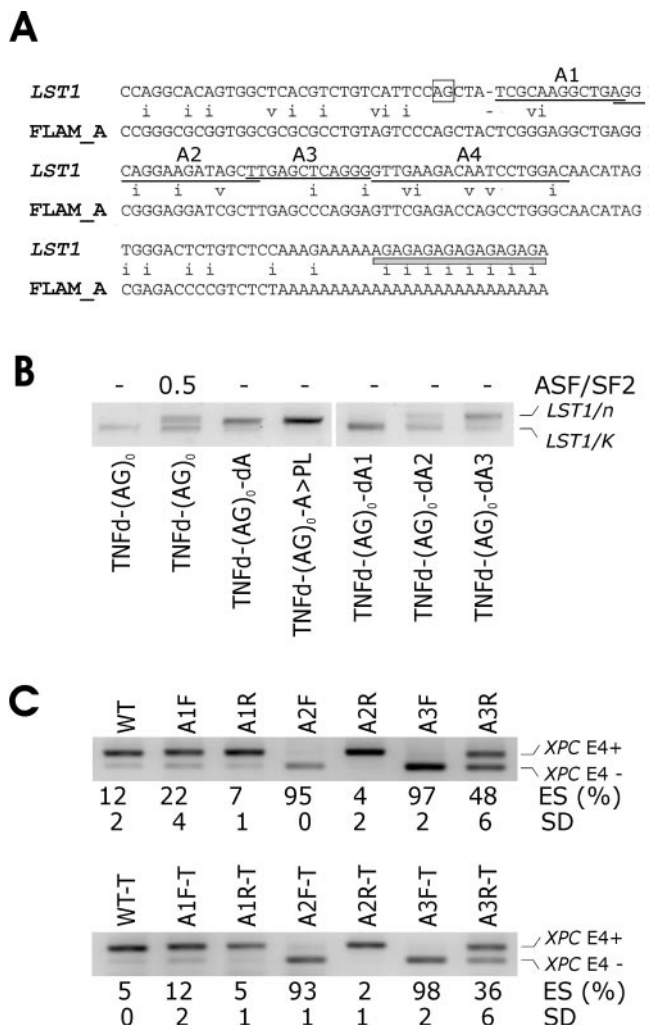 A
A1
LST1 CCAGGCACAGTGGCTCACGTCTGTCATTCCAGCTA-TCGCAAGGCTGAGG
i i i v i i v i i - v i
FLAM_A CCGGGCGCGGTGGCGCGCGCCTGTAGTCCCAGCTACTCGGGAGGCTGAGG
A2 A3 A4
LST1 CAGGAAGATAGCTTGAGCTCAGGGGTTGAAGACAATCCTGGACAACATAG
i i v i i v i v v i
FLAM_A CGGGAGGATCGCTTGAGCCCAGGAGTTCGAGACCAGCCTGGGCAACATAG
LST1 TGGGACTCTGTCTCCAAAGAAAAAAGAGAGAGAGAGAGAGA
i i i i i i i i i i i i i i
FLAM_A CGAGACCCCGTCTCTAAAAAAAAAAAAAAAAAAAAAAAAAA
B
- 0.5 - - - - - ASF/SF2
LST1/n
LST1/K
TNFd-(AG)₀
TNFd-(AG)₀
TNFd-(AG)₀-dA
TNFd-(AG)₀-A>PL
TNFd-(AG)₀-dA1
TNFd-(AG)₀-dA2
TNFd-(AG)₀-dA3
C
WT A1F A1R A2F A2R A3F A3R
XPC E4+
XPC E4 -
12 22 7 95 4 97 48 ES (%)
2 4 1 0 2 2 6 SD
WT-T A1F-T A1R-T A2F-T A2R-T A3F-T A3R-T
XPC E4+
XPC E4 -
5 12 5 93 2 98 36 ES (%)
0 2 1 1 1 2 6 SD